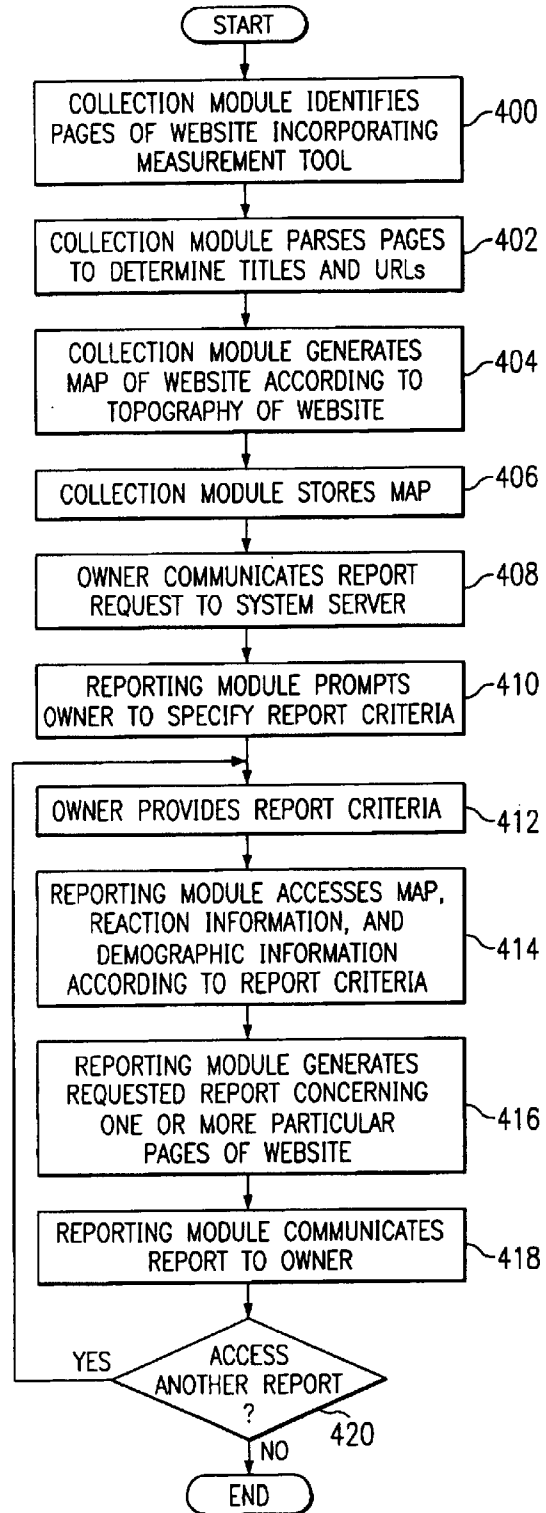 START
COLLECTION MODULE IDENTIFIES
PAGES OF WEBSITE INCORPORATING
MEASUREMENT TOOL
400
COLLECTION MODULE PARSES PAGES
TO DETERMINE TITLES AND URLs
402
COLLECTION MODULE GENERATES
MAP OF WEBSITE ACCORDING TO
TOPOGRAPHY OF WEBSITE
404
COLLECTION MODULE STORES MAP
406
OWNER COMMUNICATES REPORT
REQUEST TO SYSTEM SERVER
408
REPORTING MODULE PROMPTS
OWNER TO SPECIFY REPORT CRITERIA
410
OWNER PROVIDES REPORT CRITERIA
412
REPORTING MODULE ACCESSES MAP,
REACTION INFORMATION, AND
DEMOGRAPHIC INFORMATION
ACCORDING TO REPORT CRITERIA
414
REPORTING MODULE GENERATES
REQUESTED REPORT CONCERNING
ONE OR MORE PARTICULAR
PAGES OF WEBSITE
416
REPORTING MODULE COMMUNICATES
REPORT TO OWNER
418
YES
ACCESS
ANOTHER REPORT
?
420
NO
END